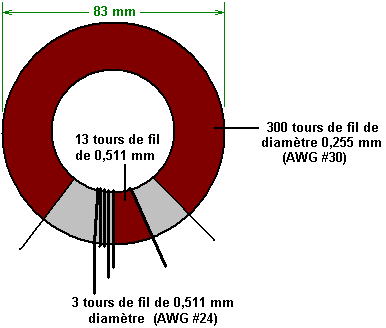 83 mm
13 tours de fil
de 0,511 mm
300 tours de fil de
diamètre 0,255 mm
(AWG #30)
3 tours de fil de 0,511 mm
diamètre (AWG #24)